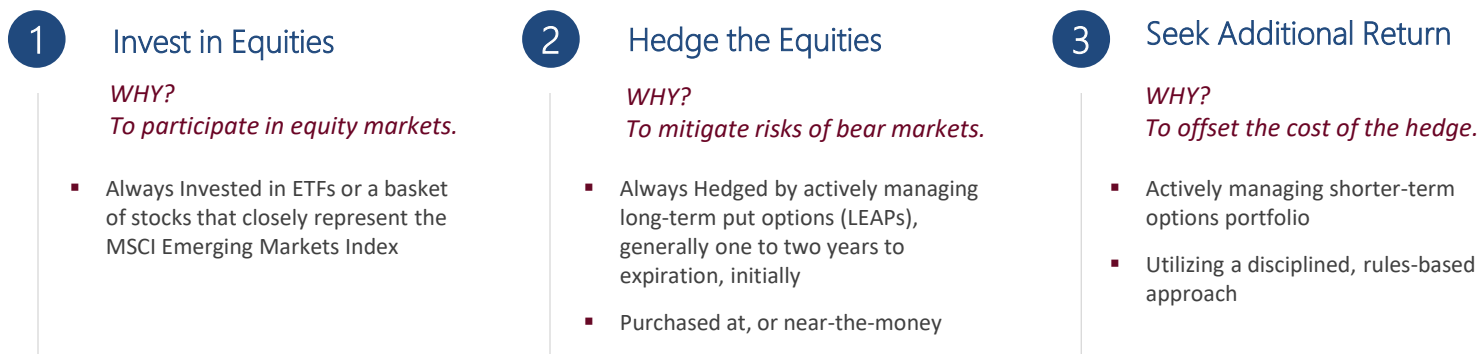 1
Invest in Equities
WHY?
To participate in equity markets.
▪ Always Invested in ETFs or a basket
of stocks that closely represent the
MSCI Emerging Markets Index
2
Hedge the Equities
WHY?
To mitigate risks of bear markets.
▪ Always Hedged by actively managing
long-term put options (LEAPs),
generally one to two years to
expiration, initially
▪ Purchased at, or near-the-money
3
Seek Additional Return
WHY?
To offset the cost of the hedge.
▪ Actively managing shorter-term
options portfolio
▪ Utilizing a disciplined, rules-based
approach